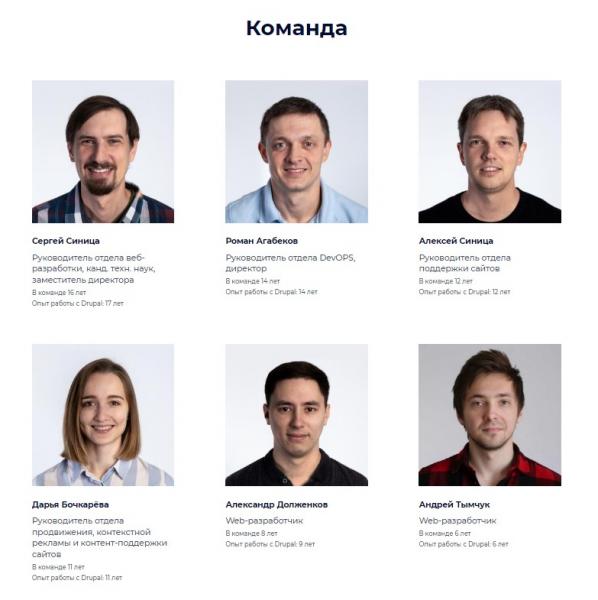 Команда
Сергей Синица
Руководитель отдела веб-
разработки, канд. техн. наук,
заместитель директора
В команде 16 лет
Опыт работы с Drupal: 17 лет
Роман Агабеков
Руководитель отдела DevOPS,
директор
В команде 14 лет
Опыт работы с Drupal: 14 лет
Алексей Синица
Руководитель отдела
поддержки сайтов
В команде 12 лет
Опыт работы с Drupal: 12 лет
Дарья Бочкарёва
Руководитель отдела
продвижения, контекстной
рекламы и контент-поддержки
сайтов
В команде 11 лет
Опыт работы с Drupal: 11 лет
Александр Долженков
Web-разработчик
В команде 8 лет
Опыт работы с Drupal: 9 лет
Андрей Тымчук
Web-разработчик
В команде 6 лет
Опыт работы с Drupal: 6 лет